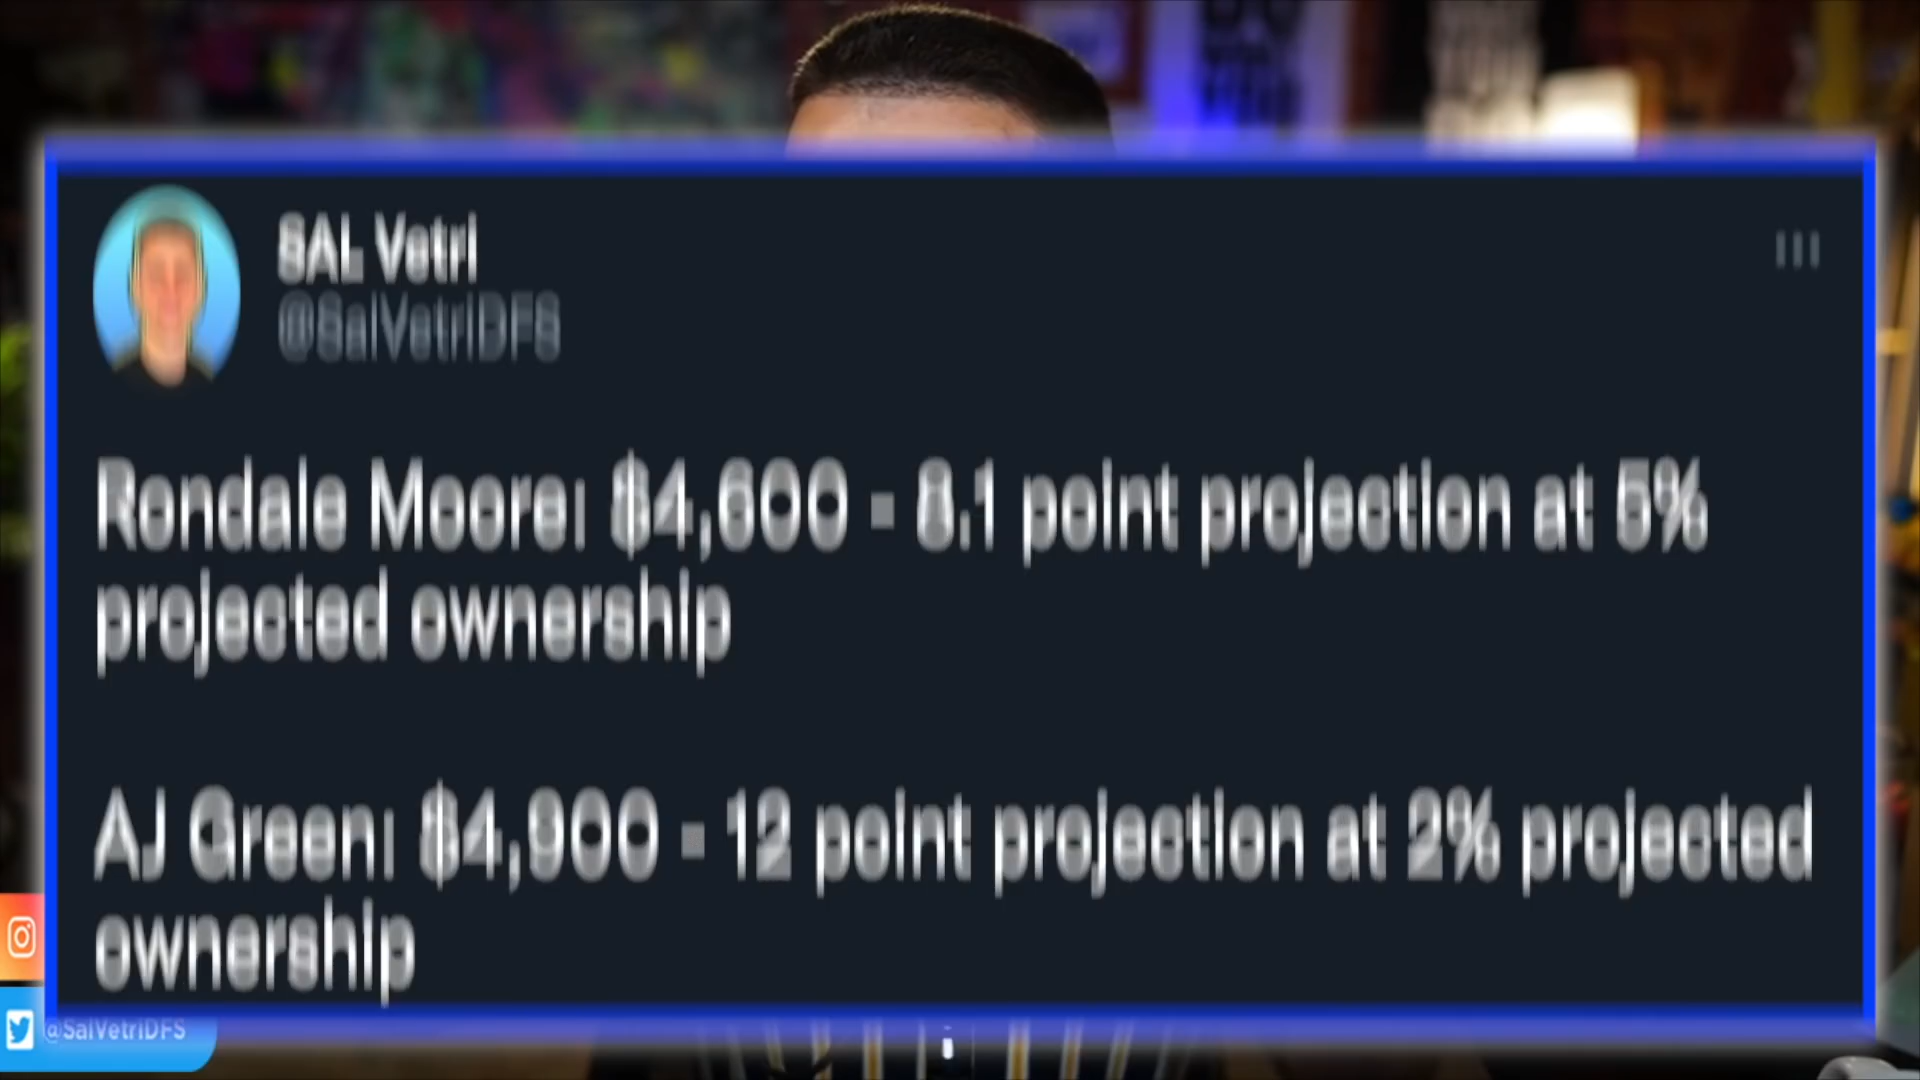 SAL Vetri
@SalVetriDFS
Rondale Moore: $4,600 - 8.1 point projection at 5%
projected ownership
AJ Green: $4,900 - 12 point projection at 2% projected
ownership
@SalVetriDFS